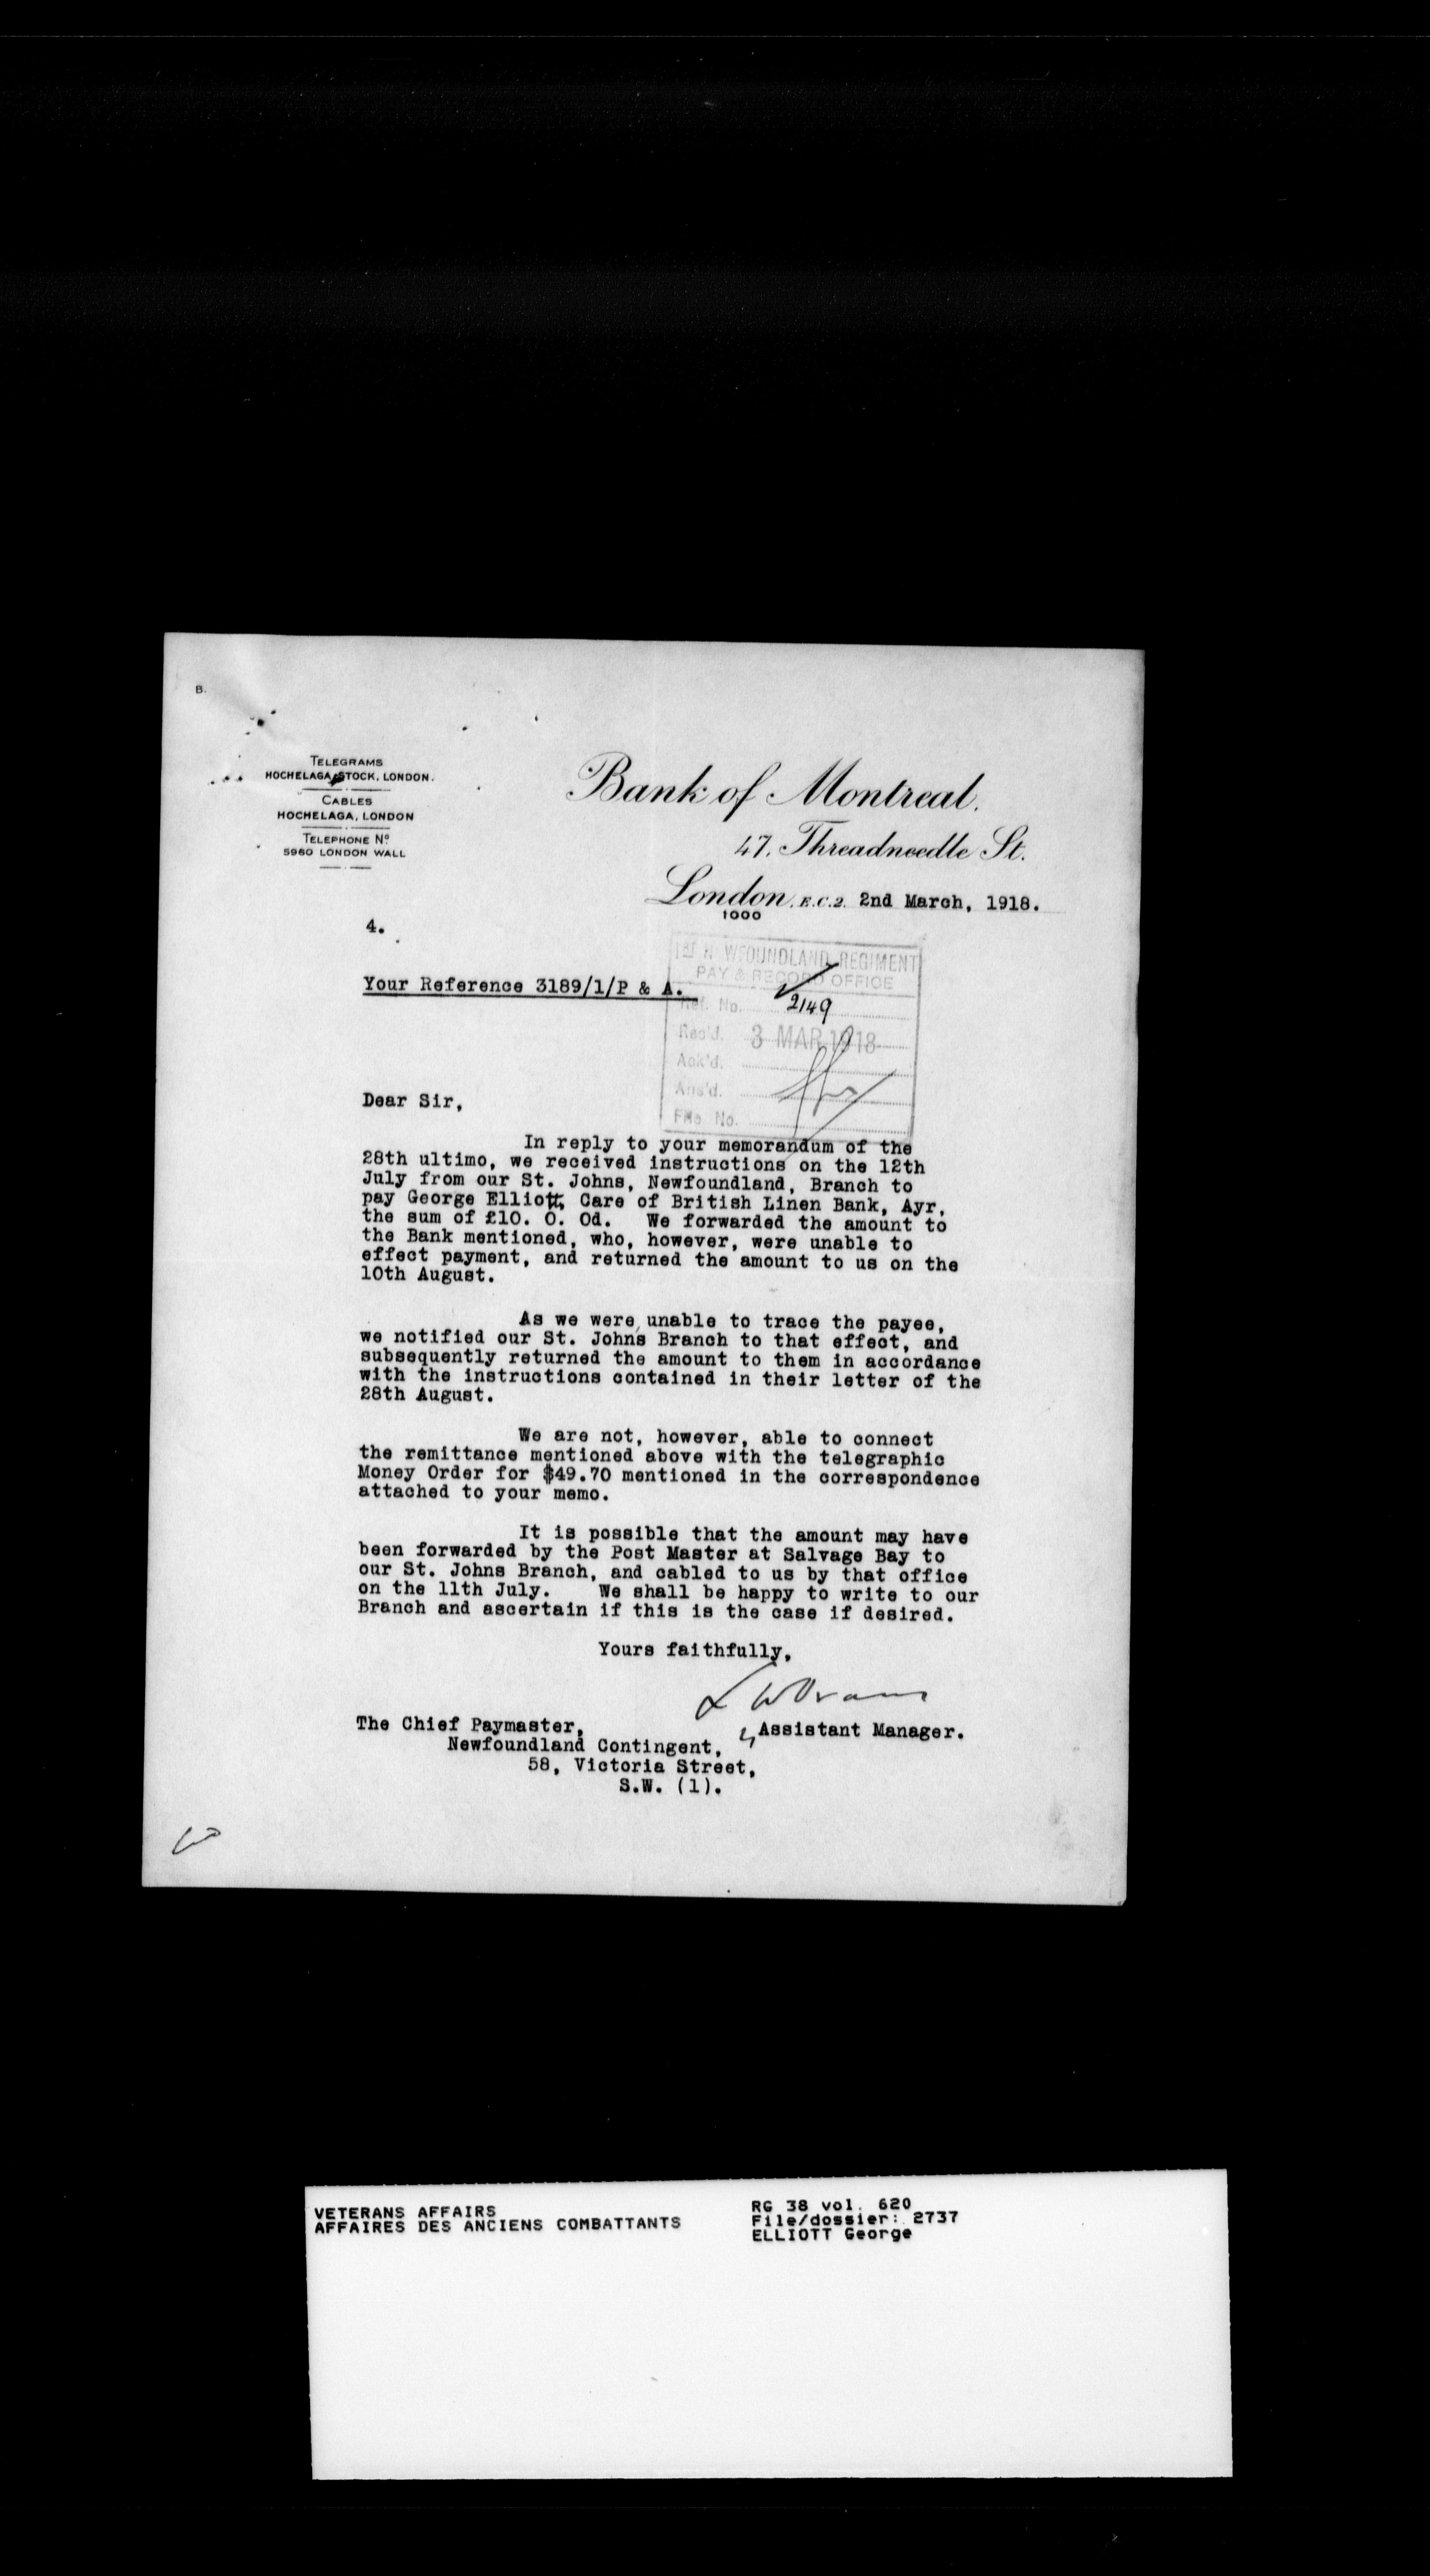 B.
TELEGRAMS
HOCHELAGA, STOCK, LONDON.
CABLES
HOCHELAGA, LONDON
TELEPHONE Nº
5960 LONDON WALL
Bank of Montreal.
47, Threadneedle St.
London, E.C.2. 2nd March, 1918.
1000
4.
1st NEWFOUNDLAND REGIMENT
PAY & RECORD OFFICE
Your Reference 3189/1/P & A.
Ref. No. 2149
Rec'd. 3 MAR 1918
Ack'd.
Ans'd.
File No.
Dear Sir,
In reply to your memorandum of the
28th ultimo, we received instructions on the 12th
July from our St. Johns, Newfoundland, Branch to
pay George Elliott, Care of British Linen Bank, Ayr,
the sum of £10. 0. 0d. We forwarded the amount to
the Bank mentioned, who, however, were unable to
effect payment, and returned the amount to us on the
10th August.
As we were unable to trace the payee,
we notified our St. Johns Branch to that effect, and
subsequently returned the amount to them in accordance
with the instructions contained in their letter of the
28th August.
We are not, however, able to connect
the remittance mentioned above with the telegraphic
Money Order for $49.70 mentioned in the correspondence
attached to your memo.
It is possible that the amount may have
been forwarded by the Post Master at Salvage Bay to
our St. Johns Branch, and cabled to us by that office
on the 11th July. We shall be happy to write to our
Branch and ascertain if this is the case if desired.
Yours faithfully,
Assistant Manager.
The Chief Paymaster,
Newfoundland Contingent,
58, Victoria Street,
S.W. (1).
VETERANS AFFAIRS
AFFAIRES DES ANCIENS COMBATTANTS
RG 38 vol. 620
File/dossier: 2737
ELLIOTT George